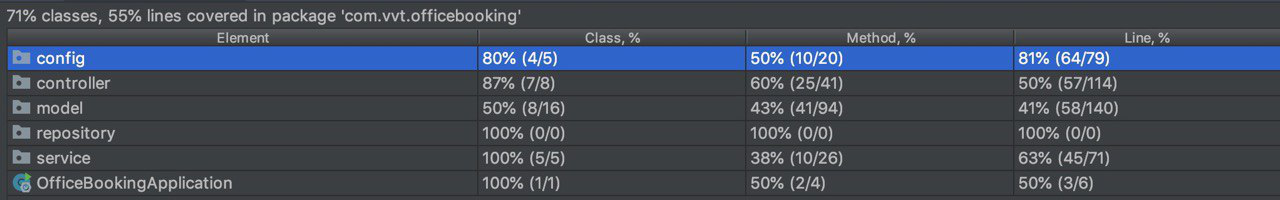 71% classes, 55% lines covered in package 'com.vvt.officebooking'
Element Class, % Method, % Line, %
config 80% (4/5) 50% (10/20) 81% (64/79)
controller 87% (7/8) 60% (25/41) 50% (57/114)
model 50% (8/16) 43% (41/94) 41% (58/140)
repository 100% (0/0) 100% (0/0) 100% (0/0)
service 100% (5/5) 38% (10/26) 63% (45/71)
OfficeBookingApplication 100% (1/1) 50% (2/4) 50% (3/6)